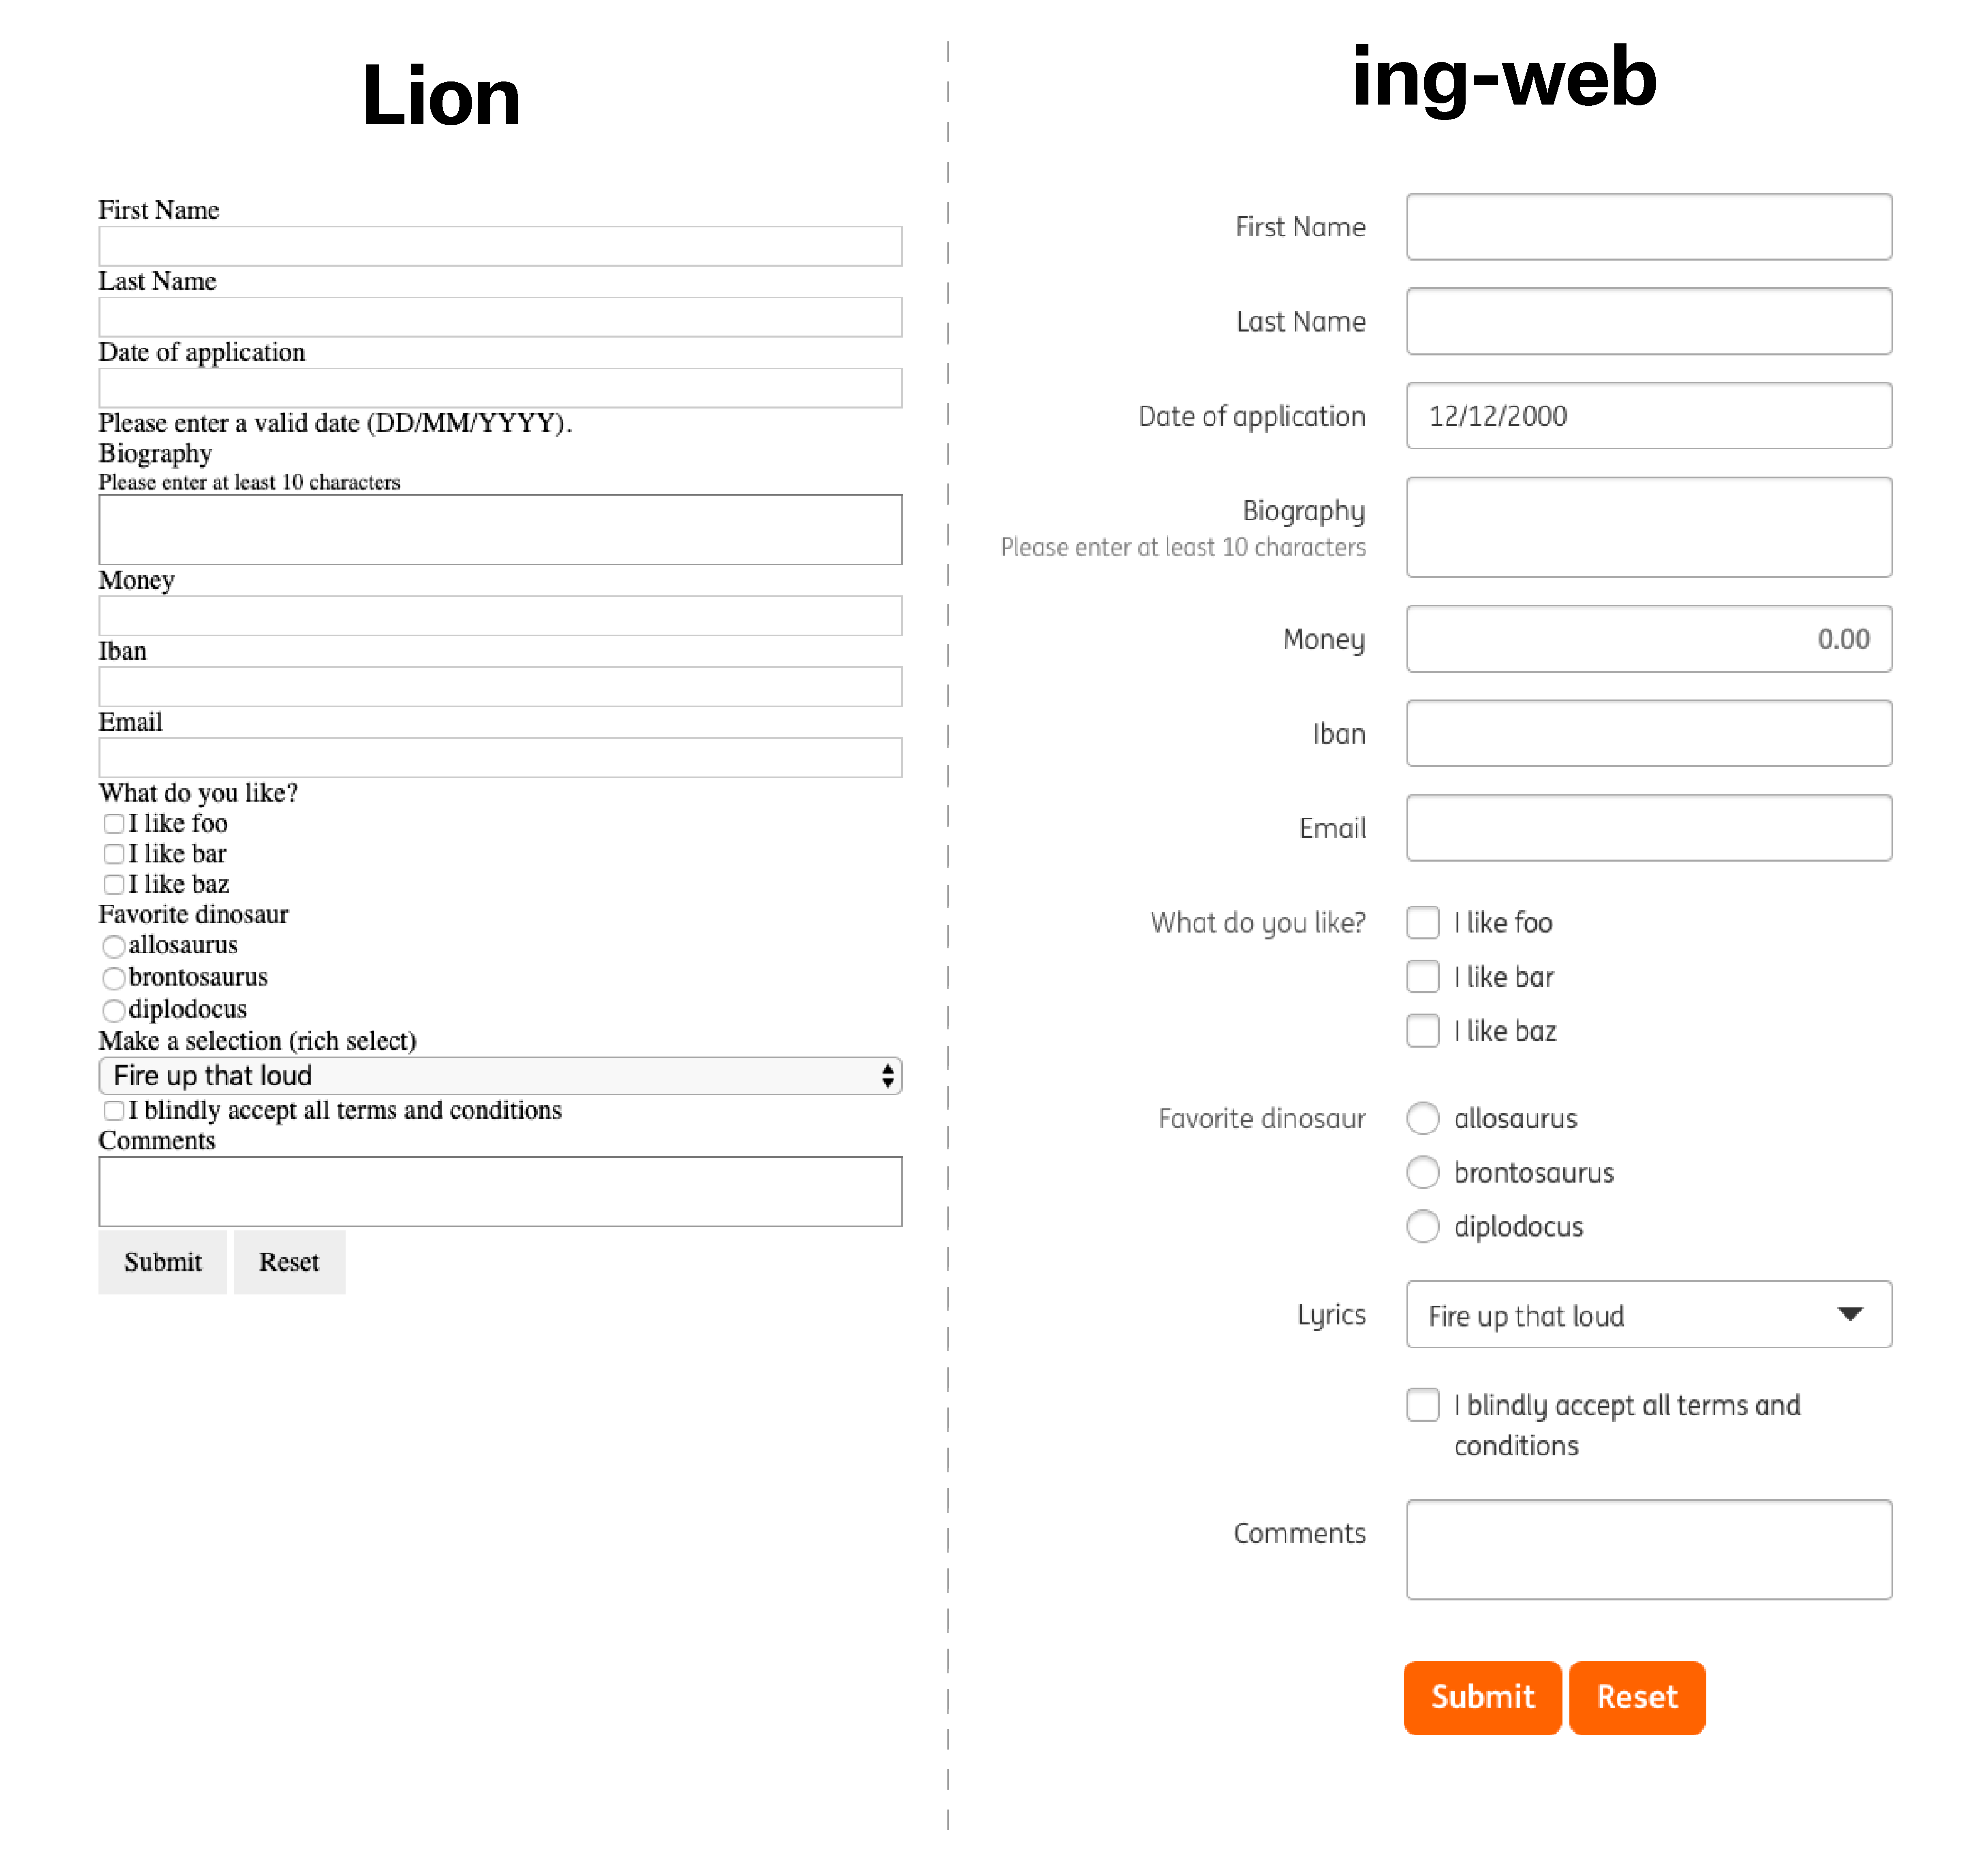 Lion
First Name
Last Name
Date of application
Please enter a valid date (DD/MM/YYYY).
Biography
Please enter at least 10 characters
Money
Iban
Email
What do you like?
I like foo
I like bar
I like baz
Favorite dinosaur
allosaurus
brontosaurus
diplodocus
Make a selection (rich select)
Fire up that loud
I blindly accept all terms and conditions
Comments
Submit Reset
ing-web
First Name
Last Name
Date of application 12/12/2000
Biography
Please enter at least 10 characters
Money 0.00
Iban
Email
What do you like? I like foo
I like bar
I like baz
Favorite dinosaur allosaurus
brontosaurus
diplodocus
Lyrics Fire up that loud
I blindly accept all terms and
conditions
Comments
Submit Reset